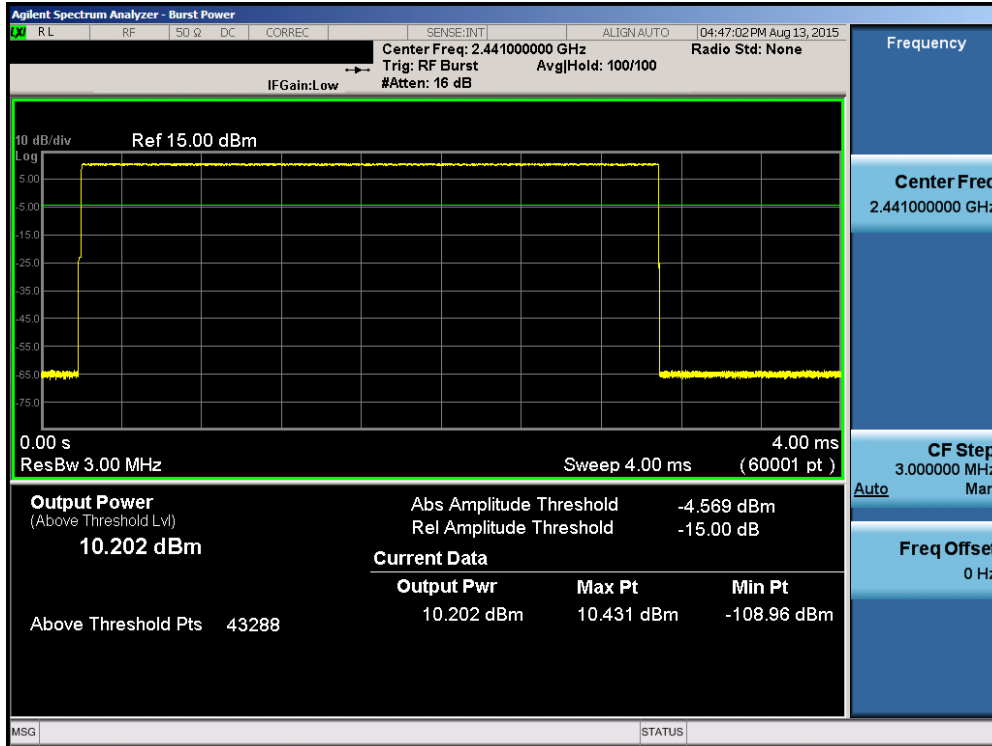 Agilent Spectrum Analyzer - Burst Power
LXI RL RF 50 Ω DC CORREC SENSE:INT ALIGN AUTO 04:47:02 PM Aug 13, 2015
Center Freq: 2.441000000 GHz Radio Std: None
Trig: RF Burst Avg|Hold: 100/100
IFGain:Low #Atten: 16 dB
10 dB/div Ref 15.00 dBm
Log
5.00
-5.00
-15.0
-25.0
-35.0
-45.0
-55.0
-65.0
-75.0
0.00 s 4.00 ms
ResBw 3.00 MHz Sweep 4.00 ms (60001 pt)
Output Power
(Above Threshold Lvl)
10.202 dBm
Above Threshold Pts 43288
Abs Amplitude Threshold -4.569 dBm
Rel Amplitude Threshold -15.00 dB
Current Data
Output Pwr Max Pt Min Pt
10.202 dBm 10.431 dBm -108.96 dBm
Frequency
Center Freq
2.441000000 GHz
CF Step
3.000000 MHz
Auto Man
Freq Offset
0 Hz
MSG STATUS